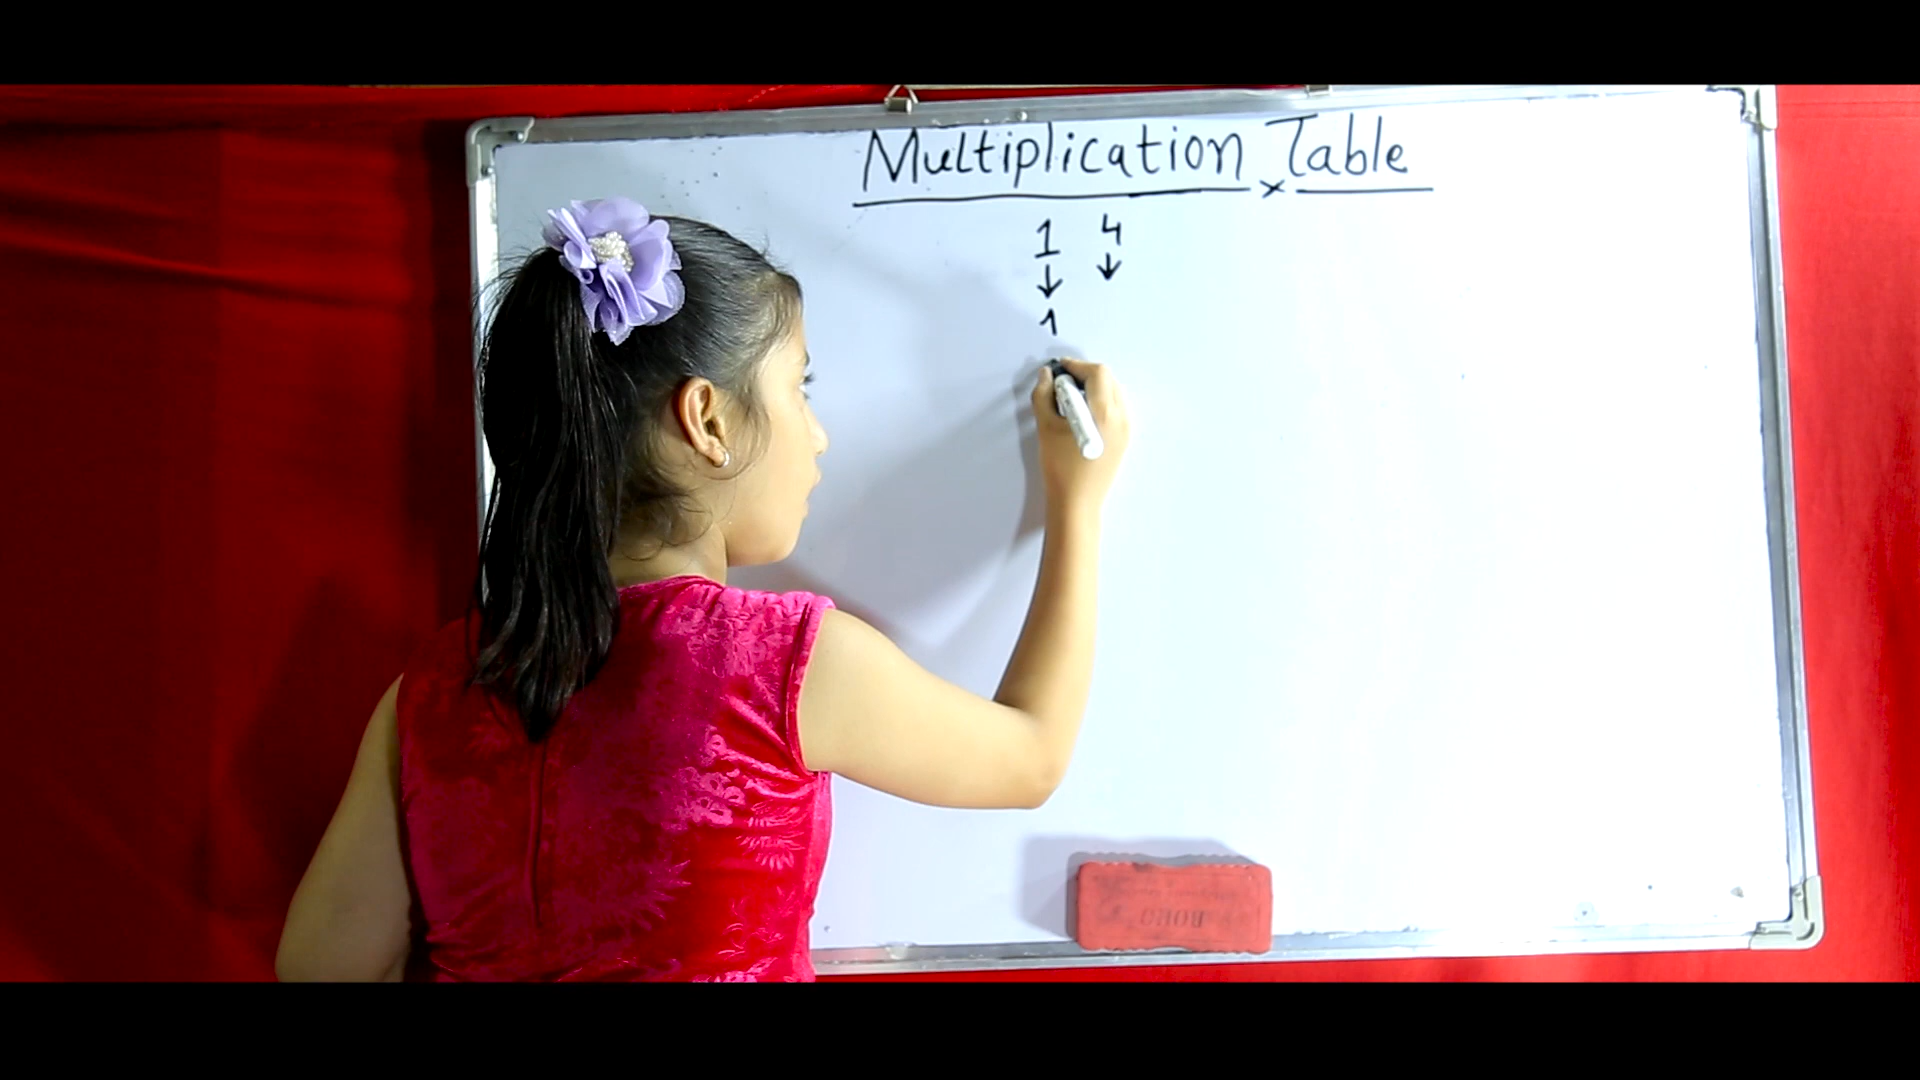 Multiplication x Table
1 4
↓ ↓
1